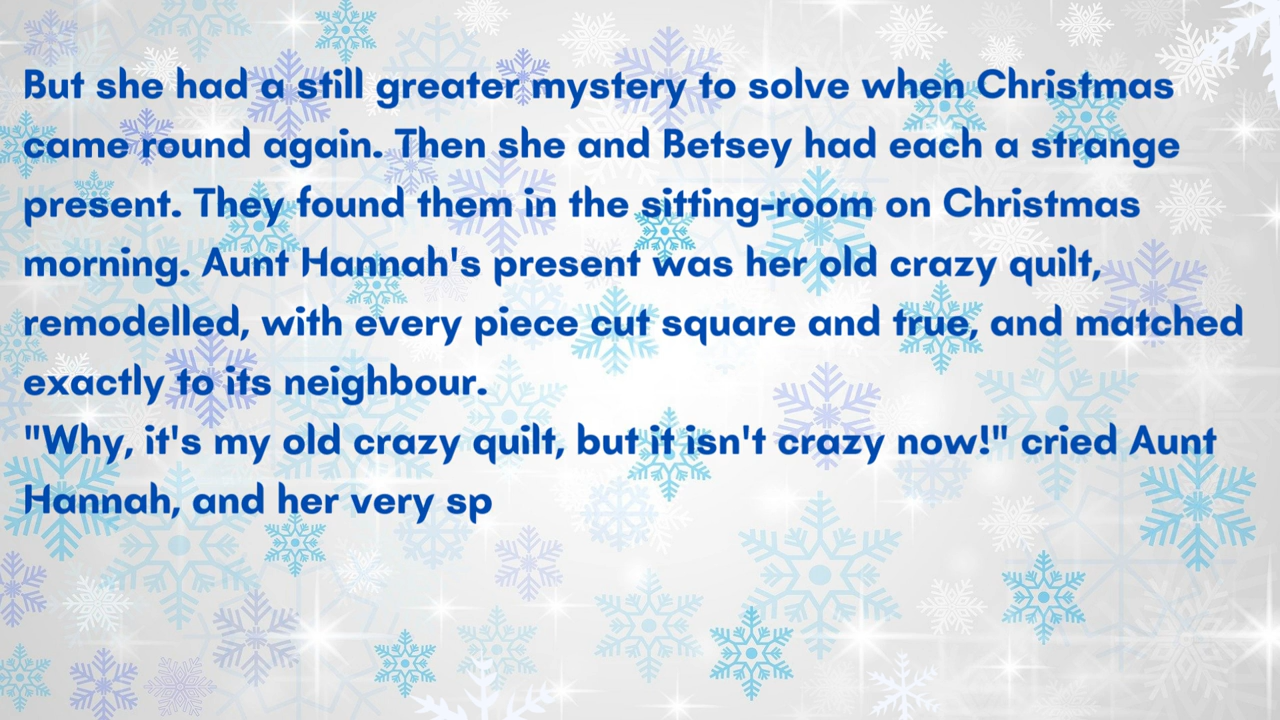 But she had a still greater mystery to solve when Christmas
came round again. Then she and Betsey had each a strange
present. They found them in the sitting-room on Christmas
morning. Aunt Hannah's present was her old crazy quilt,
remodelled, with every piece cut square and true, and matched
exactly to its neighbour.
"Why, it's my old crazy quilt, but it isn't crazy now!" cried Aunt
Hannah, and her very sp